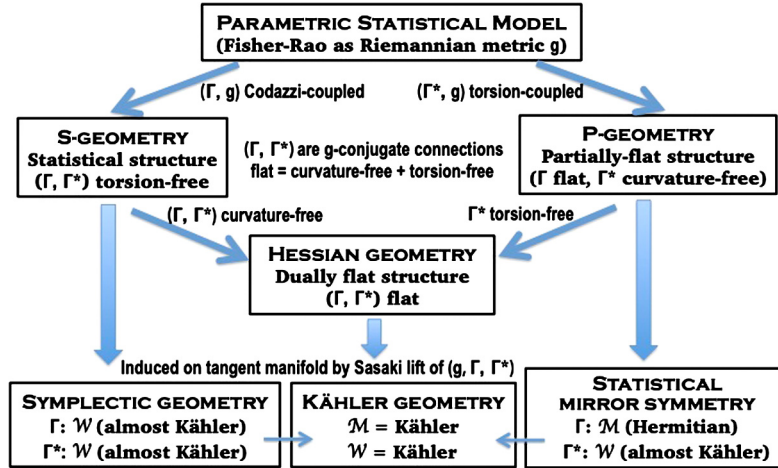 PARAMETRIC STATISTICAL MODEL
(Fisher-Rao as Riemannian metric g)
(Γ, g) Codazzi-coupled
(Γ*, g) torsion-coupled
S-GEOMETRY
Statistical structure
(Γ, Γ*) torsion-free
(Γ, Γ*) are g-conjugate connections
flat = curvature-free + torsion-free
P-GEOMETRY
Partially-flat structure
(Γ flat, Γ* curvature-free)
(Γ, Γ*) curvature-free
Γ* torsion-free
HESSIAN GEOMETRY
Dually flat structure
(Γ, Γ*) flat
Induced on tangent manifold by Sasaki lift of (g, Γ, Γ*)
SYMPLECTIC GEOMETRY
Γ: 𝒲 (almost Kähler)
Γ*: 𝒲 (almost Kähler)
KÄHLER GEOMETRY
ℳ = Kähler
𝒲 = Kähler
STATISTICAL
MIRROR SYMMETRY
Γ: ℳ (Hermitian)
Γ*: 𝒲 (almost Kähler)